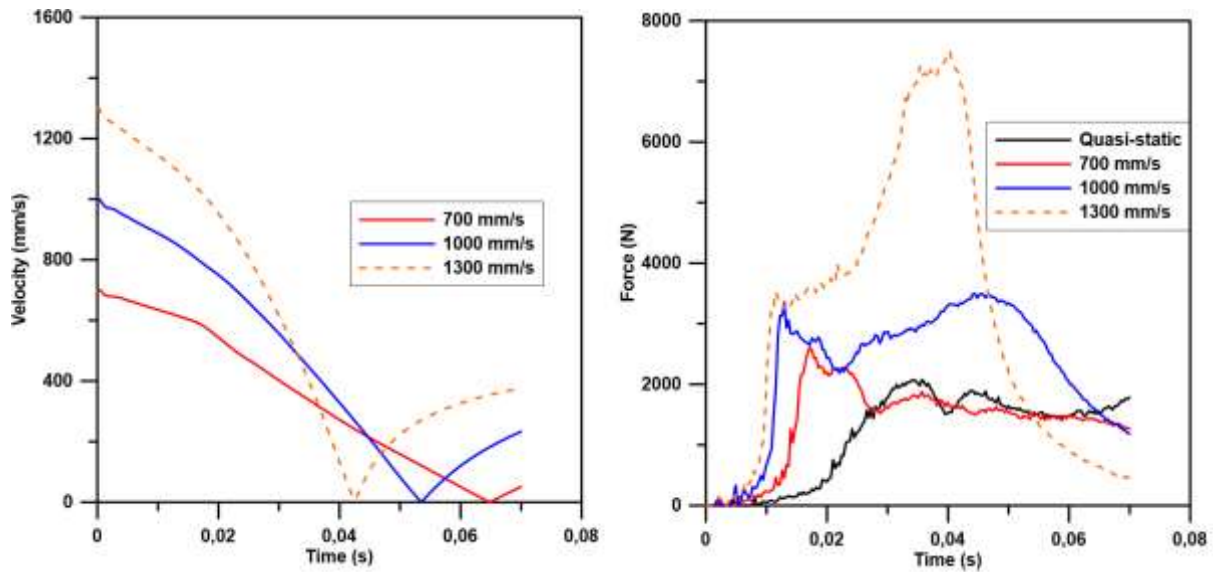 1600
1200
800
400
0
Velocity (mm/s)
700 mm/s
1000 mm/s
1300 mm/s
0
0,02
0,04
0,06
0,08
Time (s)
8000
6000
4000
2000
0
Force (N)
Quasi-static
700 mm/s
1000 mm/s
1300 mm/s
0
0,02
0,04
0,06
0,08
Time (s)